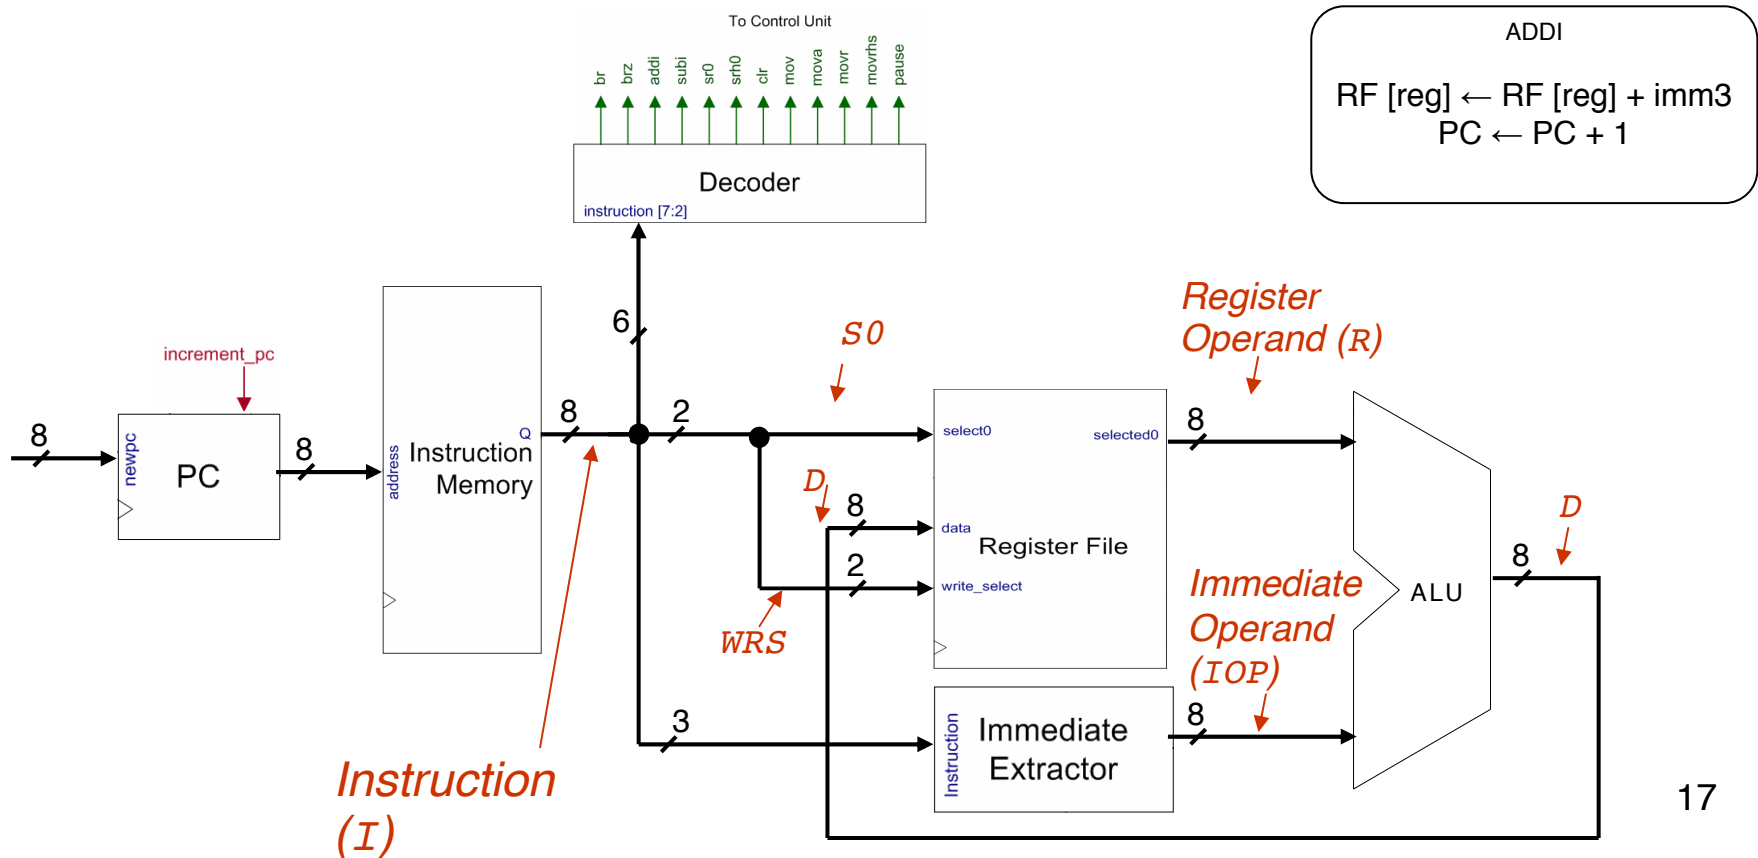 To Control Unit
br
brz
addi
subi
sr0
srh0
clr
mov
mova
movr
movrhs
pause
Decoder
instruction [7:2]
ADDI
RF [reg] ← RF [reg] + imm3
PC ← PC + 1
6
increment_pc
8
newpc
PC
8
address
Instruction
Memory
Q
8
2
S0
select0
selected0
D
8
data
Register File
2
write_select
WRS
Register
Operand (R)
8
Immediate
Operand
(IOP)
8
ALU
8
D
3
Instruction
Immediate
Extractor
Instruction
(I)
17